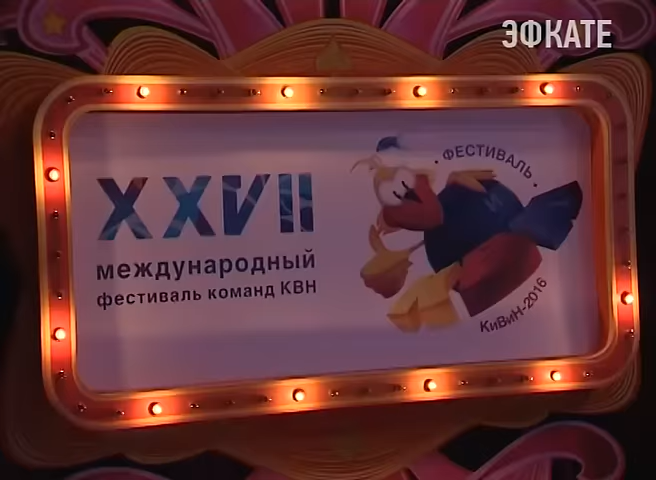 ЭФКАТЕ
XXVII
международный
фестиваль команд КВН
• ФЕСТИВАЛЬ •
КиВиН-2016